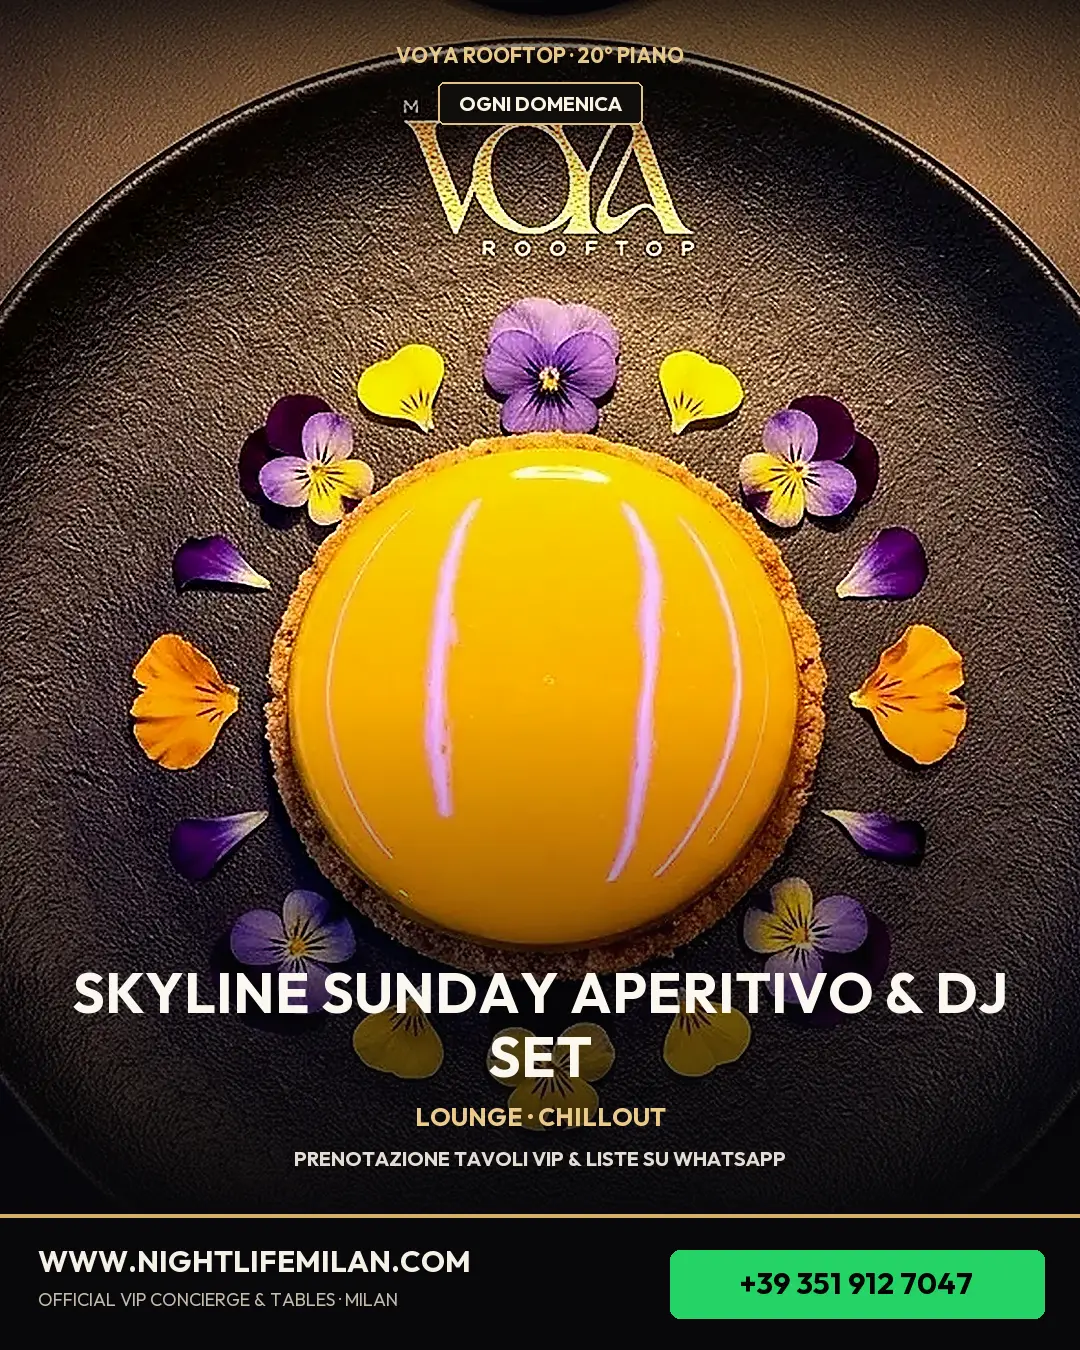 VOYA ROOFTOP · 20° PIANO
OGNI DOMENICA
M
VOYA
ROOFTOP
SKYLINE SUNDAY APERITIVO & DJ
SET
LOUNGE · CHILLOUT
PRENOTAZIONE TAVOLI VIP & LISTE SU WHATSAPP
WWW.NIGHTLIFEMILAN.COM
OFFICIAL VIP CONCIERGE & TABLES · MILAN
+39 351 912 7047